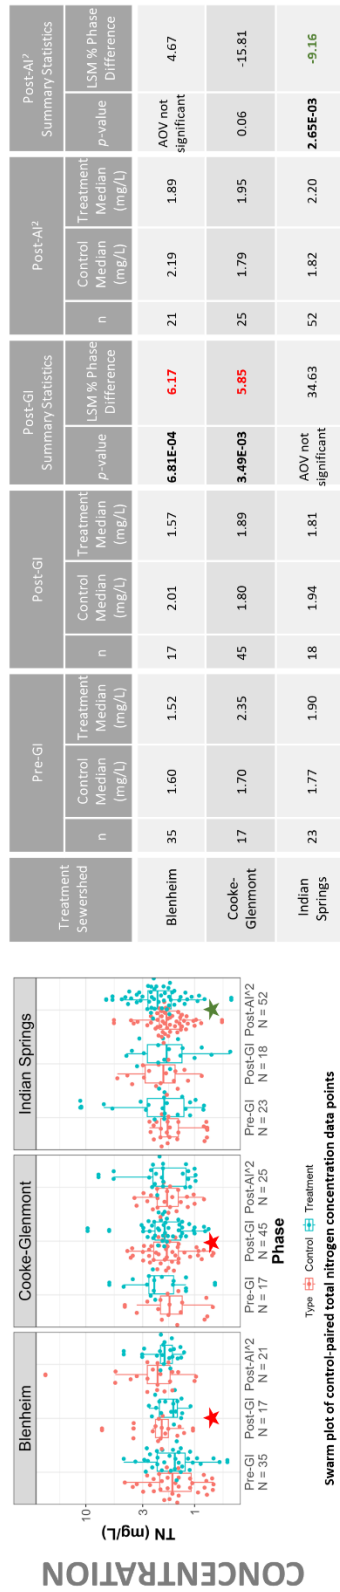 CONCENTRATION
TN (mg/L)
10
3
1
Blenheim
Cooke-Glenmont
Indian Springs
Pre-GI Post-GI Post-AI^2 Pre-GI Post-GI Post-AI^2 Pre-GI Post-GI Post-AI^2
N = 35 N = 17 N = 21 N = 17 N = 45 N = 25 N = 23 N = 18 N = 52
Phase
Type Control Treatment
Swarm plot of control-paired total nitrogen concentration data points
Treatment Sewershed
Pre-GI
Post-GI
Post-GI
Summary Statistics
Post-AI²
Post-AI²
Summary Statistics
n
Control
Median
(mg/L)
Treatment
Median
(mg/L)
n
Control
Median
(mg/L)
Treatment
Median
(mg/L)
p-value
LSM % Phase
Difference
n
Control
Median
(mg/L)
Treatment
Median
(mg/L)
p-value
LSM % Phase
Difference
Blenheim 35 1.60 1.52 17 2.01 1.57 6.81E-04 6.17 21 2.19 1.89 AOV not significant 4.67
Cooke-Glenmont 17 1.70 2.35 45 1.80 1.89 3.49E-03 5.85 25 1.79 1.95 0.06 -15.81
Indian Springs 23 1.77 1.90 18 1.94 1.81 AOV not significant 34.63 52 1.82 2.20 2.65E-03 -9.16